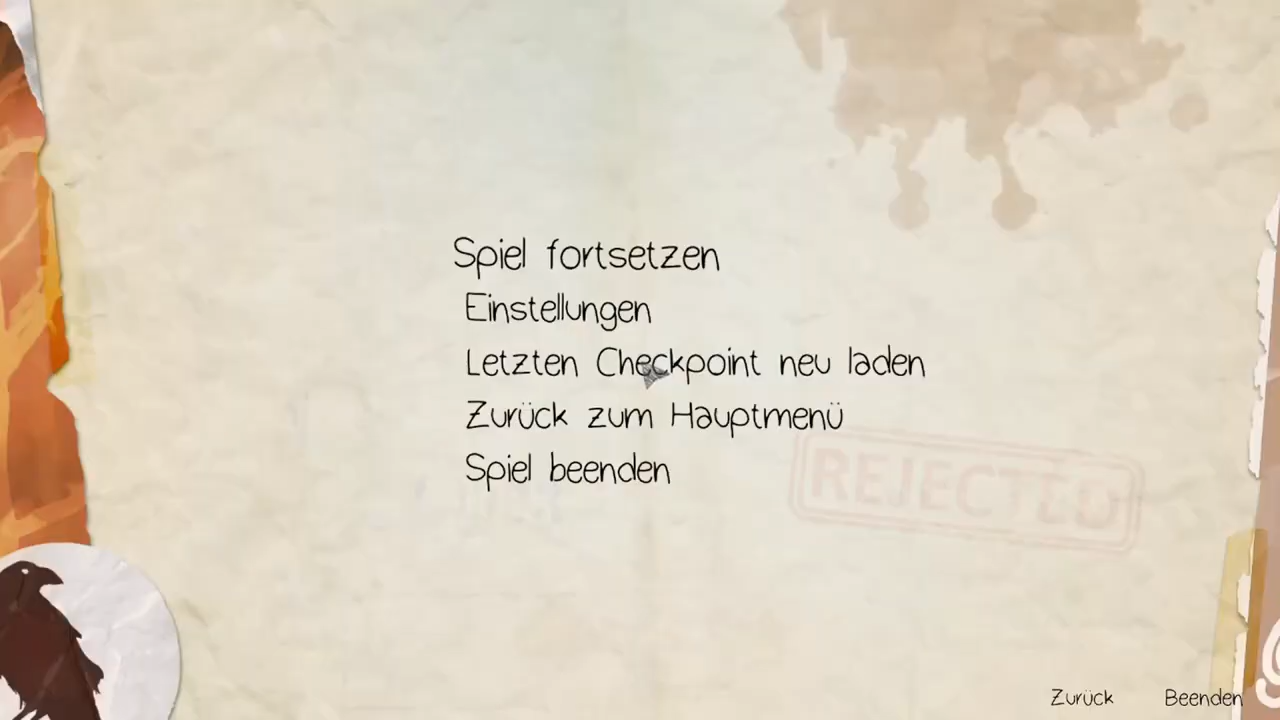 Spiel fortsetzen
Einstellungen
Letzten Checkpoint neu laden
Zurück zum Hauptmenü
Spiel beenden
REJECTED
Zurück
Beenden